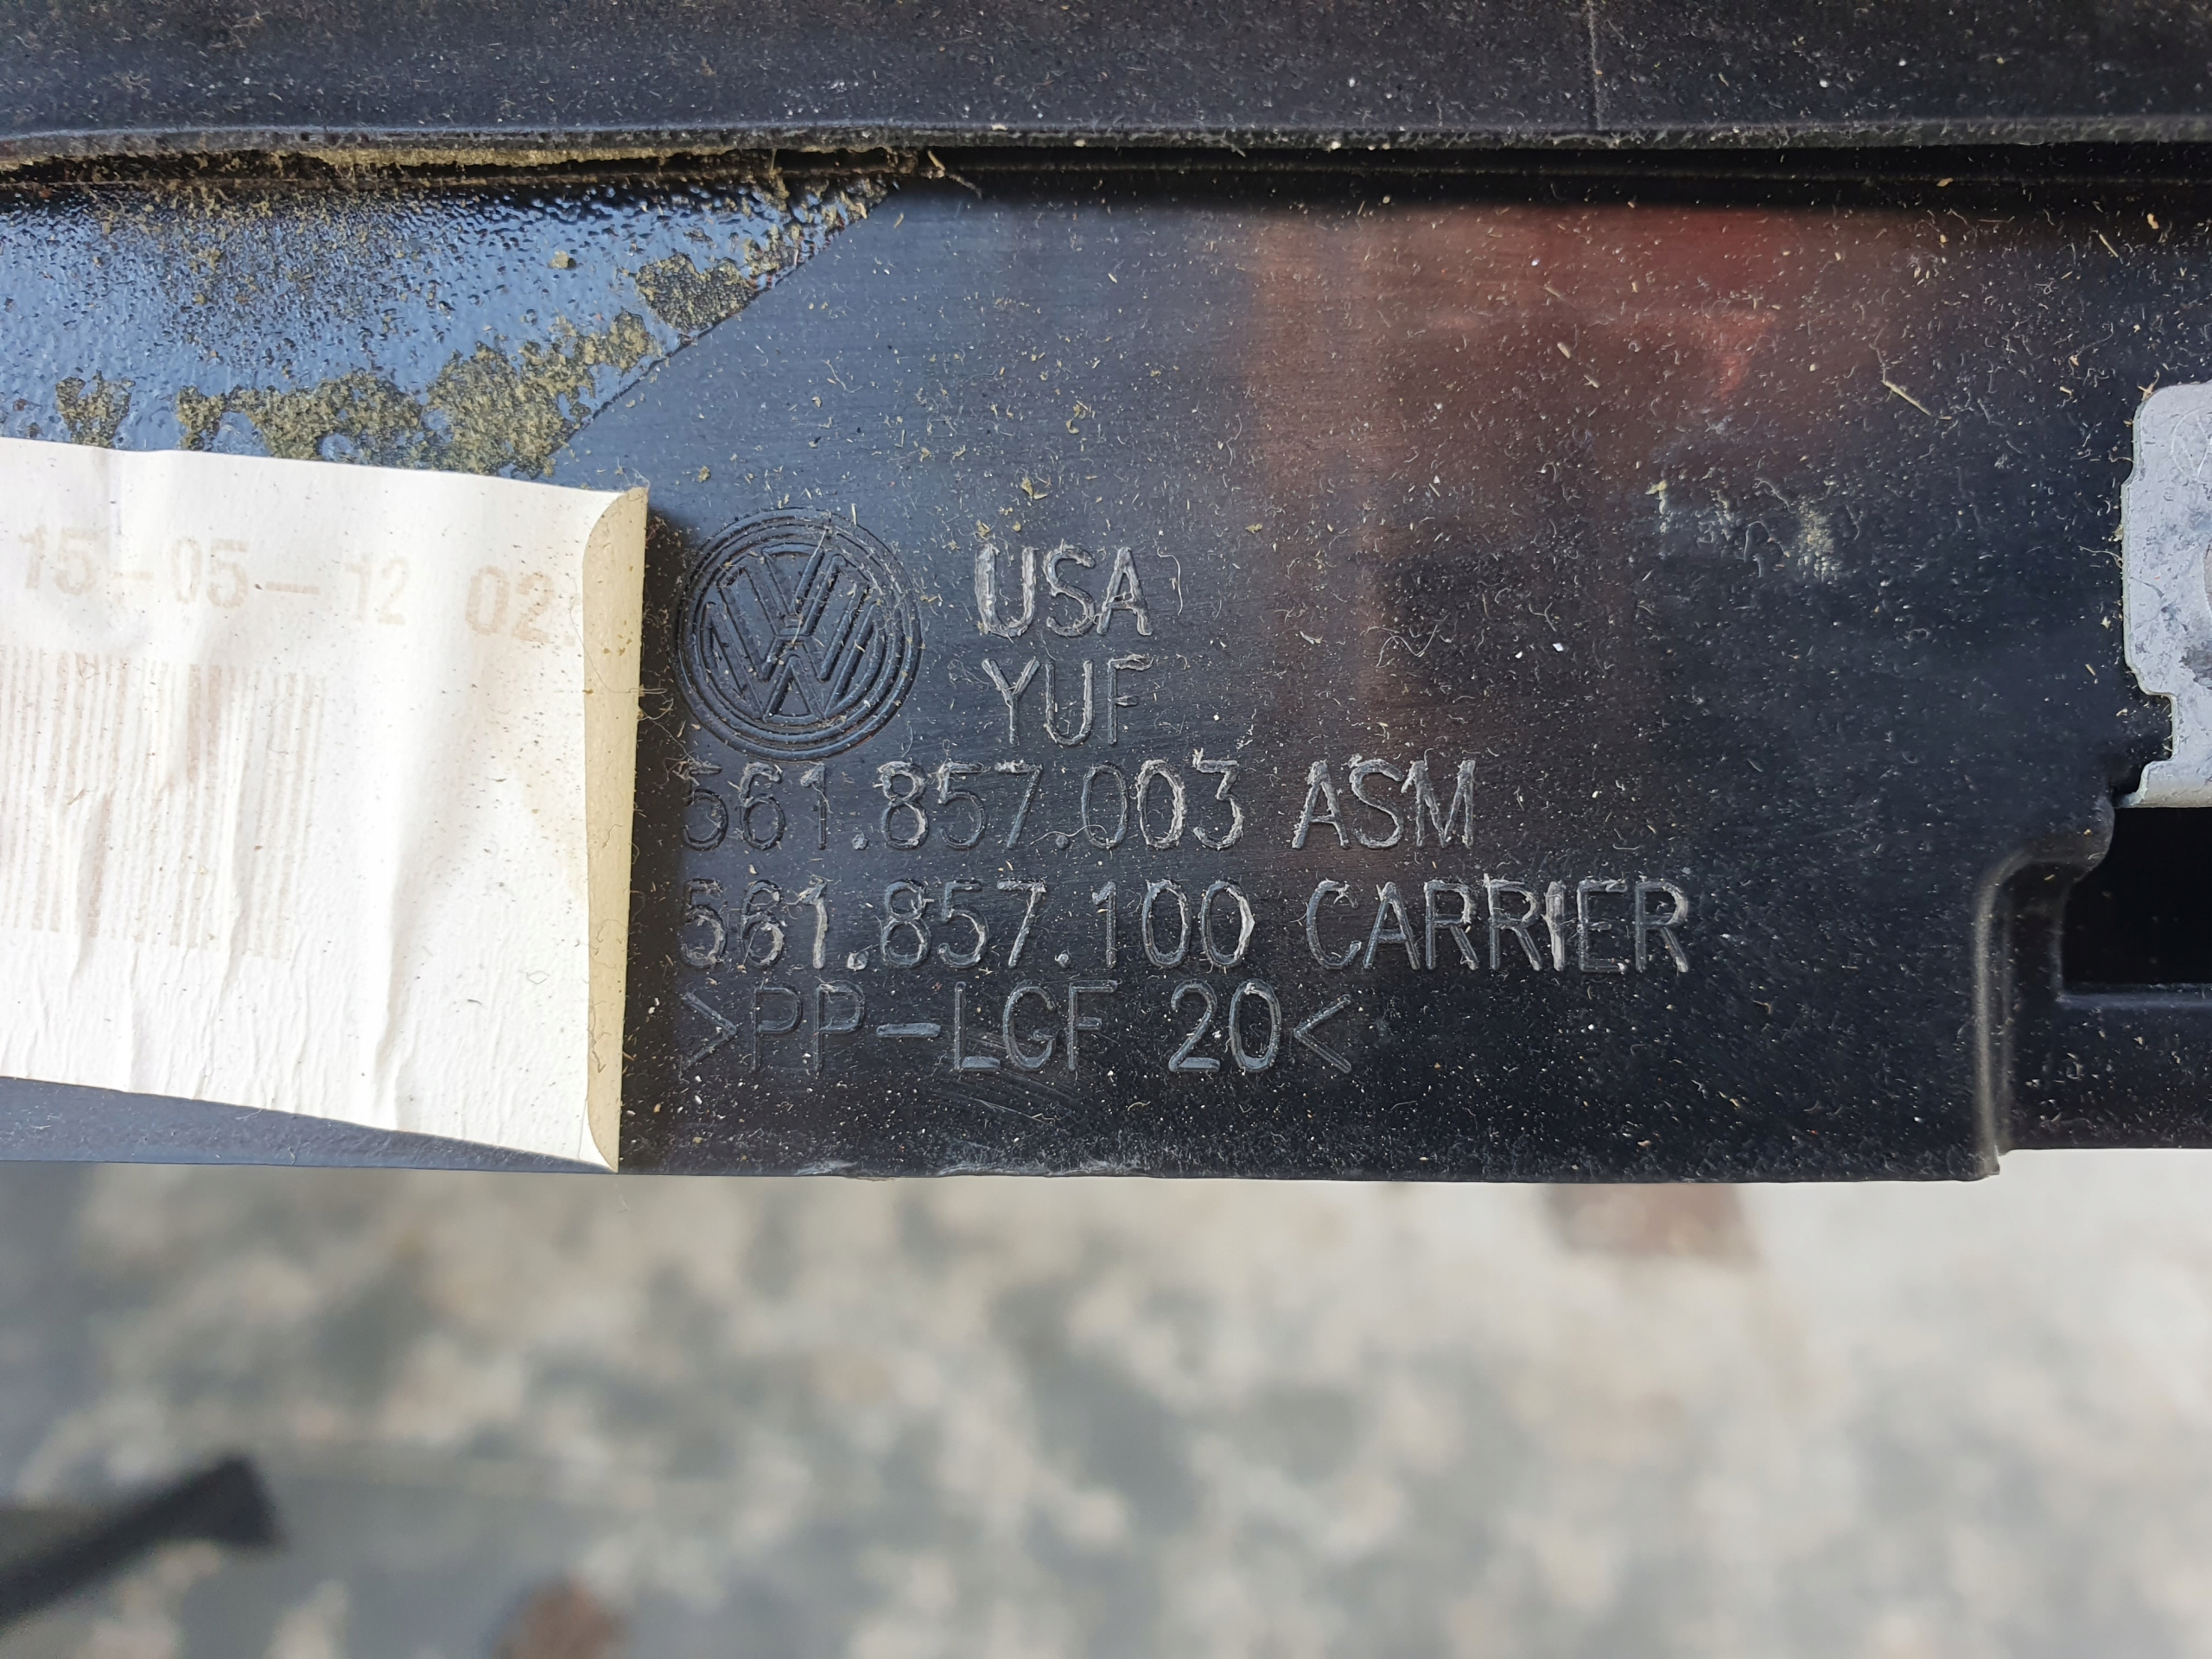 15-05-12 02
USA
YUF
561.857.003 ASM
561.857.100 CARRIER
>PP-LGF 20<